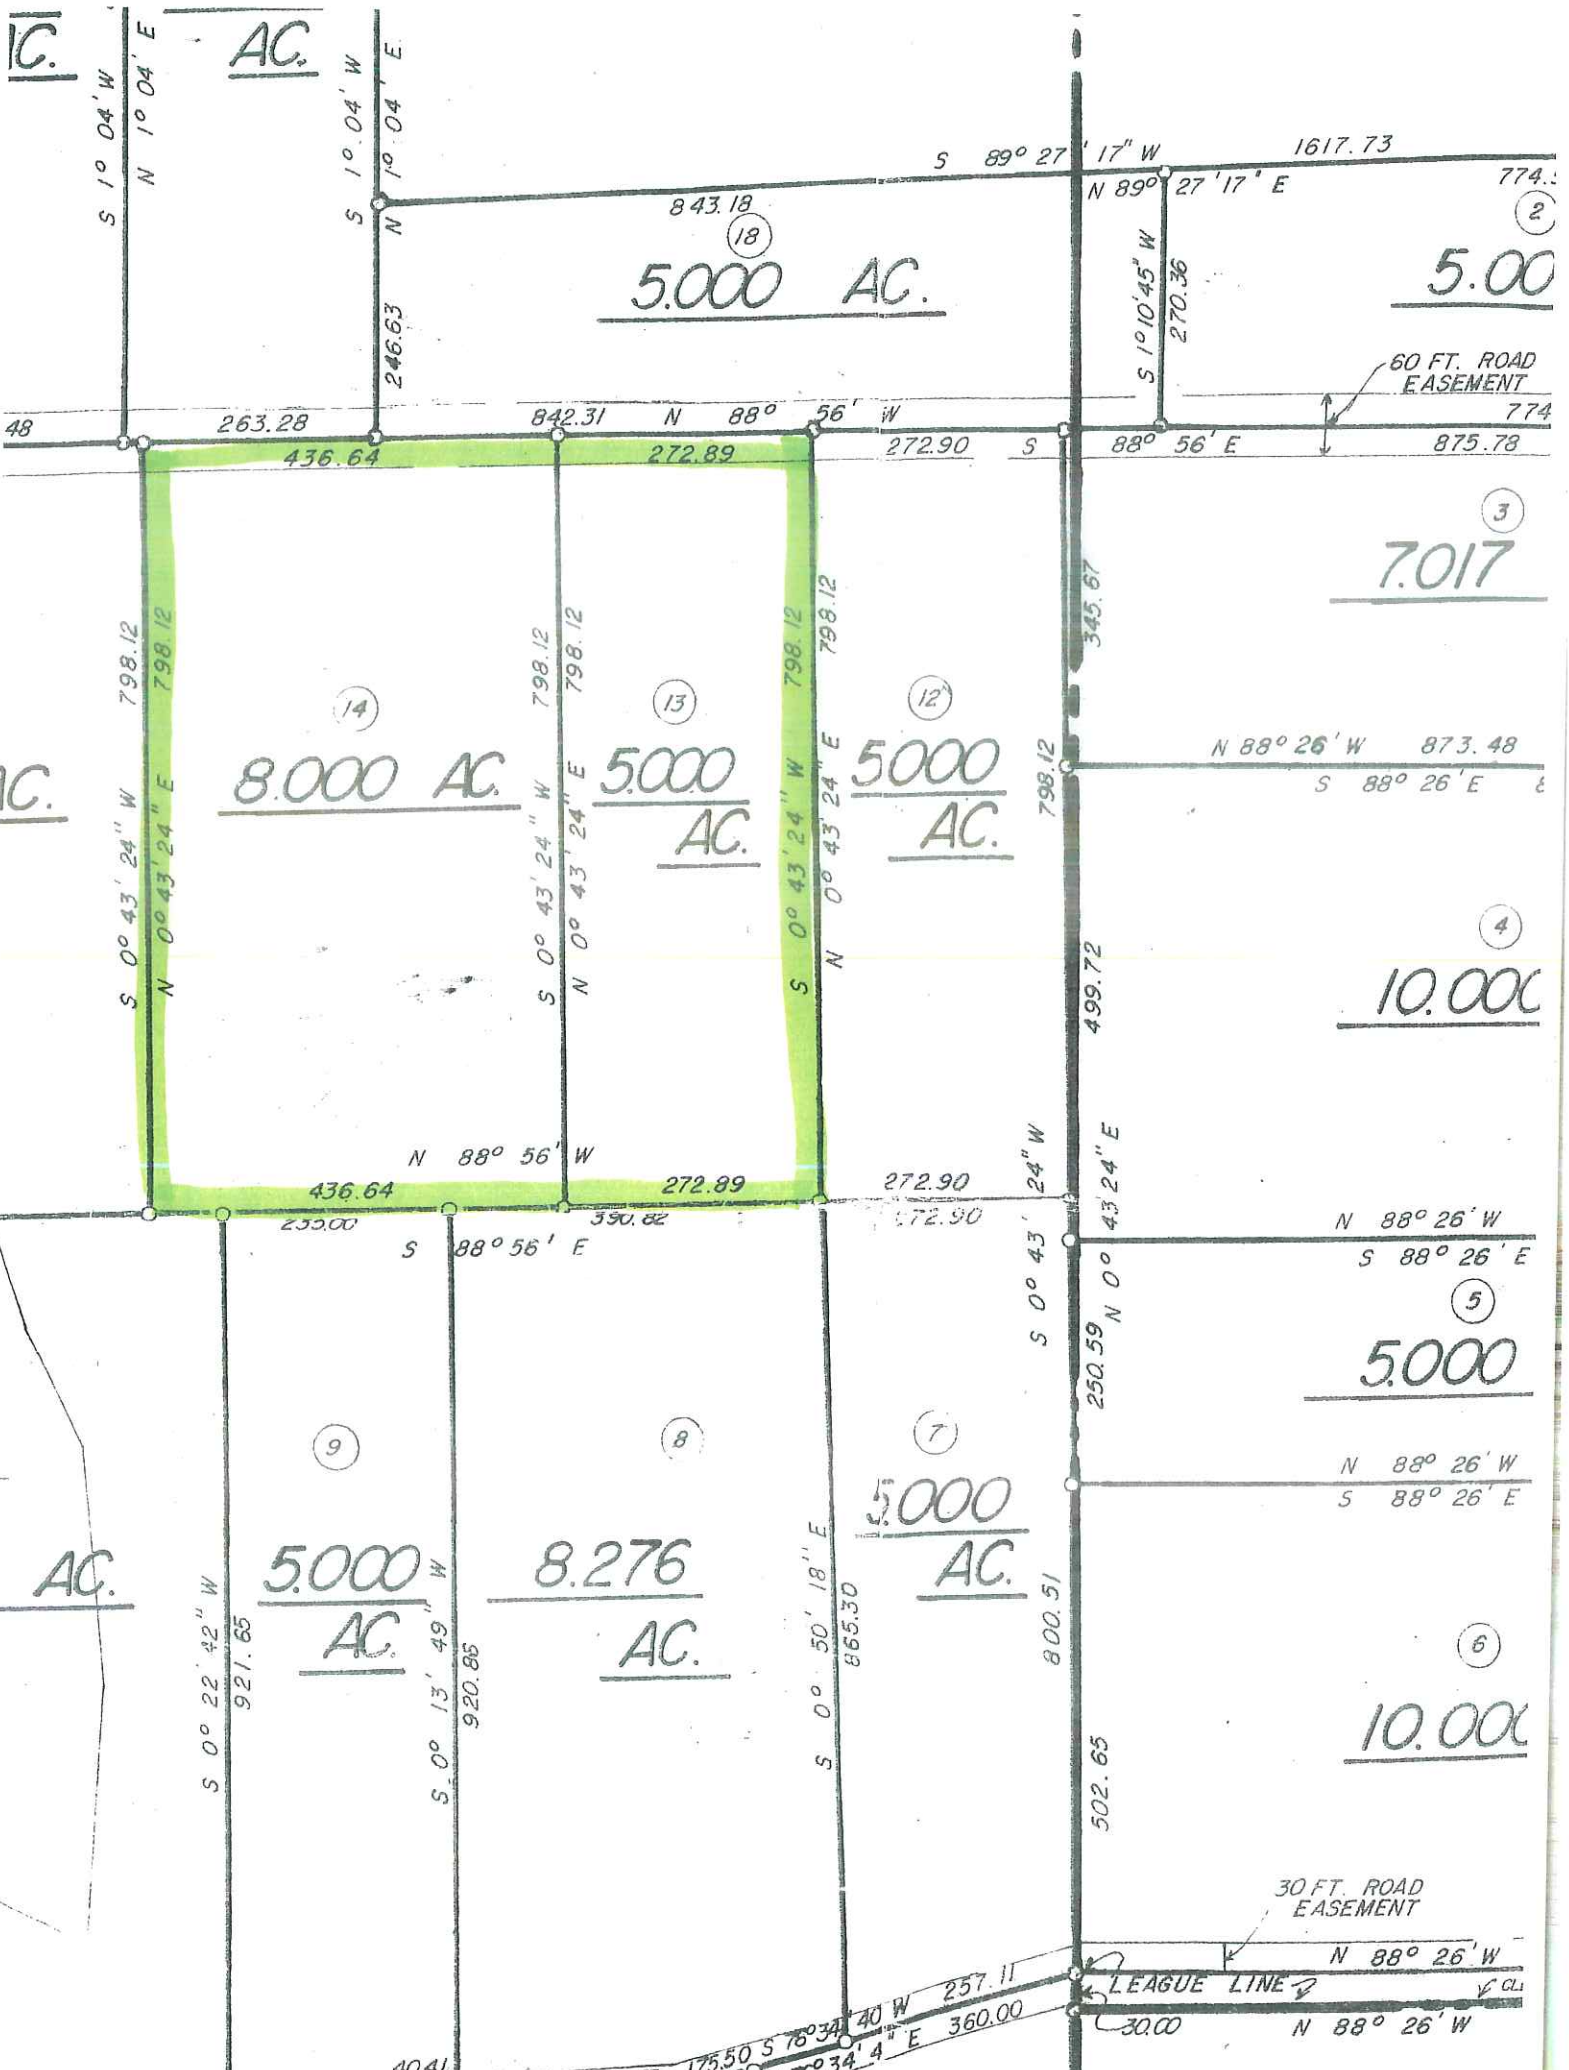 AC.
S 1° 04' W
N 1° 04' E
S 1° 04' W
N 1° 04' E
S 89° 27' 17" W
1617.73
N 89° 27' 17" E
843.18
18
5.000 AC.
S 1° 10' 45" W
270.36
2
5.00
246.63
60 FT. ROAD
EASEMENT
48
263.28
842.31 N 88° 56' W
774
436.64
272.89
272.90
S 88° 56' E
875.78
3
7.017
345.67
798.12
798.12
798.12
798.12
798.12
798.12
14
8.000 AC.
13
5.000
AC.
12
5.000
AC.
798.12
N 88° 26' W 873.48
S 88° 26' E
S 0° 43' 24" W
N 0° 43' 24" E
S 0° 43' 24" W
N 0° 43' 24" E
S 0° 43' 24" W
N 0° 43' 24" E
4
10.000
499.72
N 88° 56' W
436.64
272.89
272.90
235.00
390.82
272.90
S 88° 56' E
S 0° 43' 24" W
N 0° 43' 24" E
N 88° 26' W
S 88° 26' E
5
5.000
250.59
N 88° 26' W
S 88° 26' E
9
5.000
AC.
8
8.276
AC.
7
5.000
AC.
AC.
S 0° 22' 42" W
921.65
S 0° 13' 49" W
920.85
S 0° 50' 18" E
865.30
800.51
6
10.000
502.65
30 FT. ROAD
EASEMENT
N 88° 26' W
LEAGUE LINE
30.00
N 88° 26' W
257.11
360.00
175.50
40.41